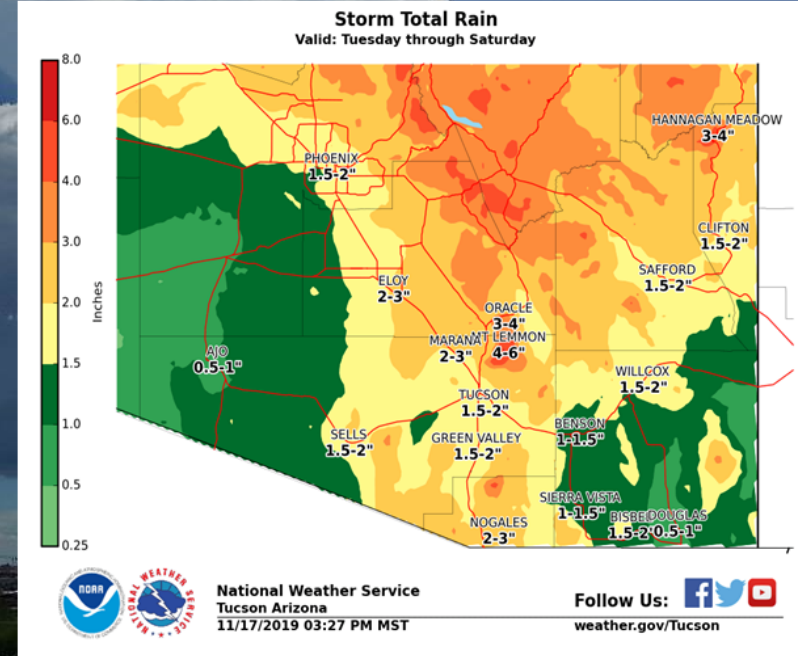 Storm Total Rain
Valid: Tuesday through Saturday
8.0
6.0
4.0
3.0
2.0
1.5
1.0
0.5
0.25
Inches
HANNAGAN MEADOW
3-4"
PHOENIX
1.5-2"
CLIFTON
1.5-2"
SAFFORD
1.5-2"
ELOY
2-3"
ORACLE
3-4"
MARANA
2-3"
MT LEMMON
4-6"
AJO
0.5-1"
WILLCOX
1.5-2"
TUCSON
1.5-2"
BENSON
1-1.5"
SELLS
1.5-2"
GREEN VALLEY
1.5-2"
SIERRA VISTA
1-1.5"
DOUGLAS
0.5-1"
1.5-2"
NOGALES
2-3"
NOAA
NATIONAL WEATHER SERVICE
National Weather Service
Tucson Arizona
11/17/2019 03:27 PM MST
Follow Us:
weather.gov/Tucson